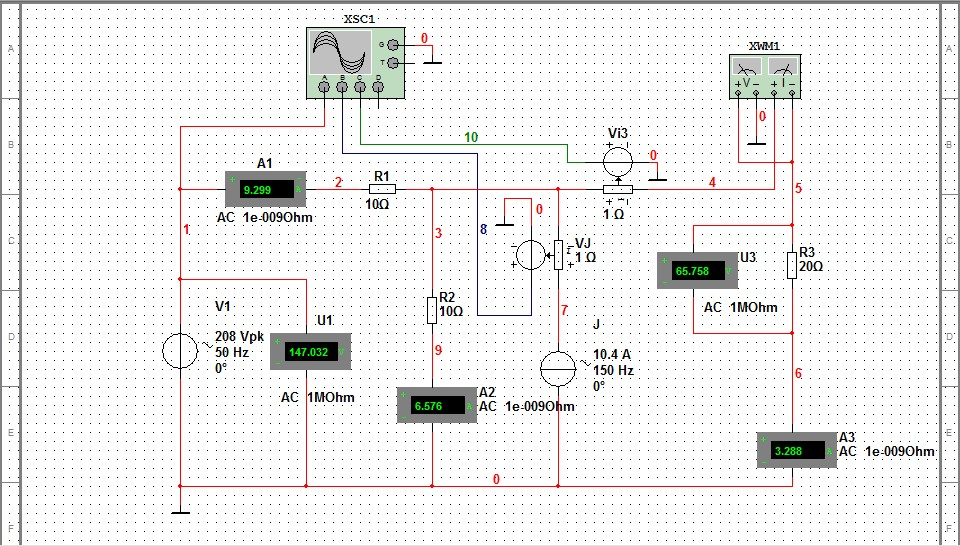 XSC1
G
T
A B C D
0
XWM1
+ V - + I -
0
A
A
B
B
C
C
D
D
E
E
F
F
10
Vi3
+ -
0
A1
+ 9.299 A
AC 1e-009Ohm
2
R1
10Ω
+ -
1 Ω
4
5
1
3
8
0
VJ
1 Ω
- +
- +
U3
+ 65.758 V
AC 1MOhm
R3
20Ω
V1
208 Vpk
50 Hz
0°
U1
+ 147.032 V
AC 1MOhm
R2
10Ω
9
7
J
10.4 A
150 Hz
0°
6
A2
+ 6.576 A
AC 1e-009Ohm
A3
+ 3.288 A
AC 1e-009Ohm
0